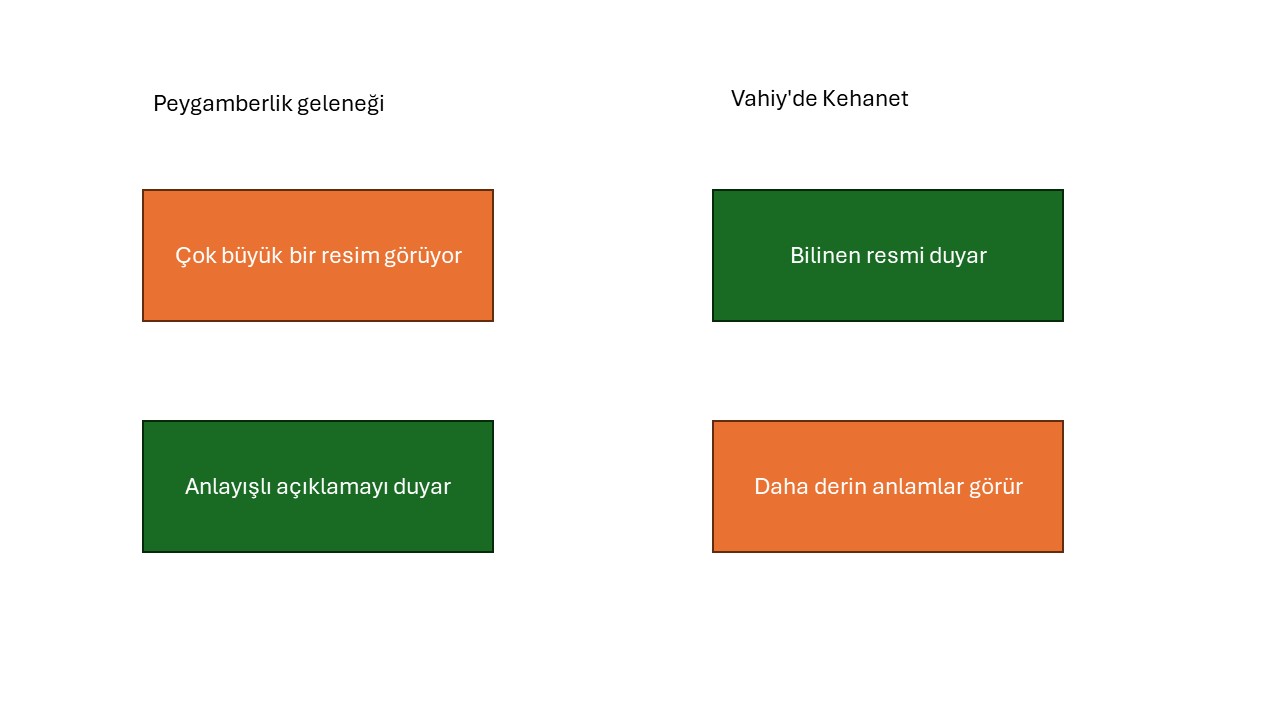 Peygamberlik geleneği
Vahiy'de Kehanet
Çok büyük bir resim görüyor
Bilinen resmi duyar
Anlayışlı açıklamayı duyar
Daha derin anlamlar görür